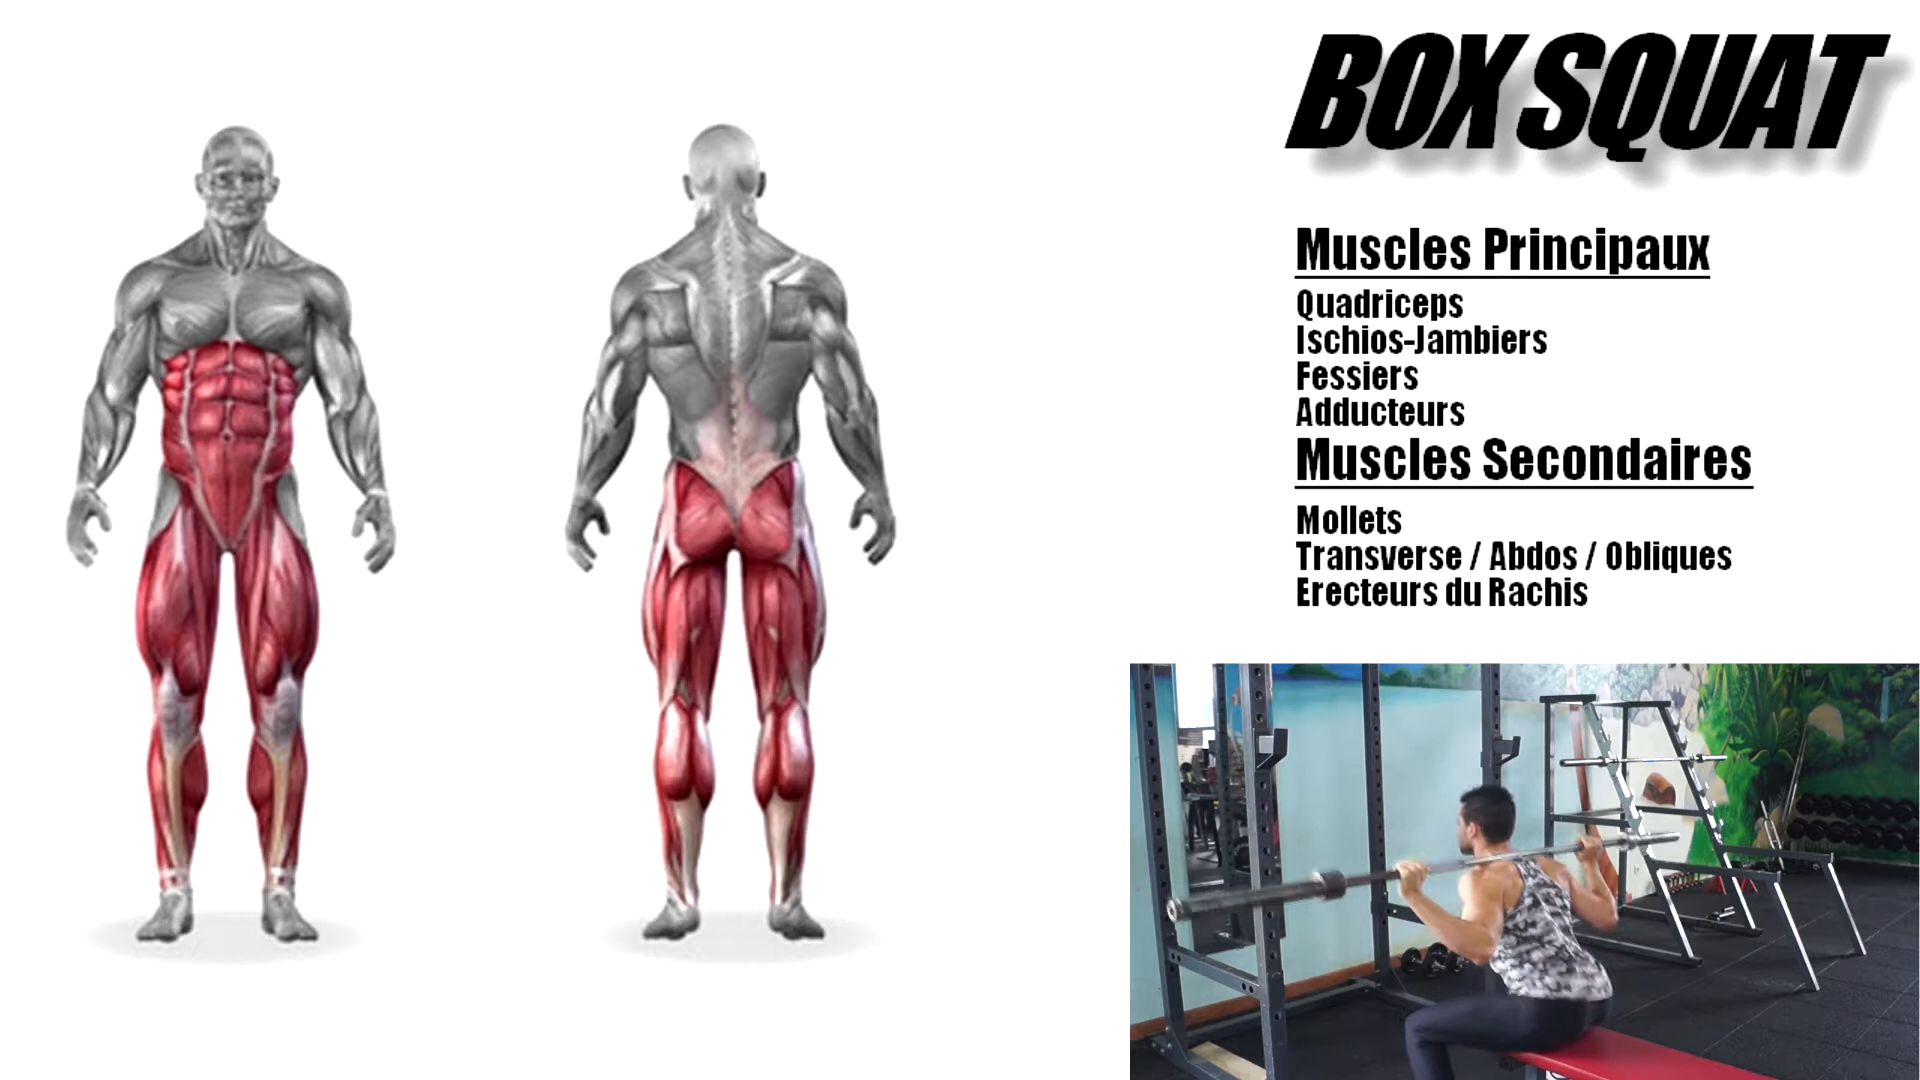 BOX SQUAT
Muscles Principaux
Quadriceps
Ischios-Jambiers
Fessiers
Adducteurs
Muscles Secondaires
Mollets
Transverse / Abdos / Obliques
Erecteurs du Rachis